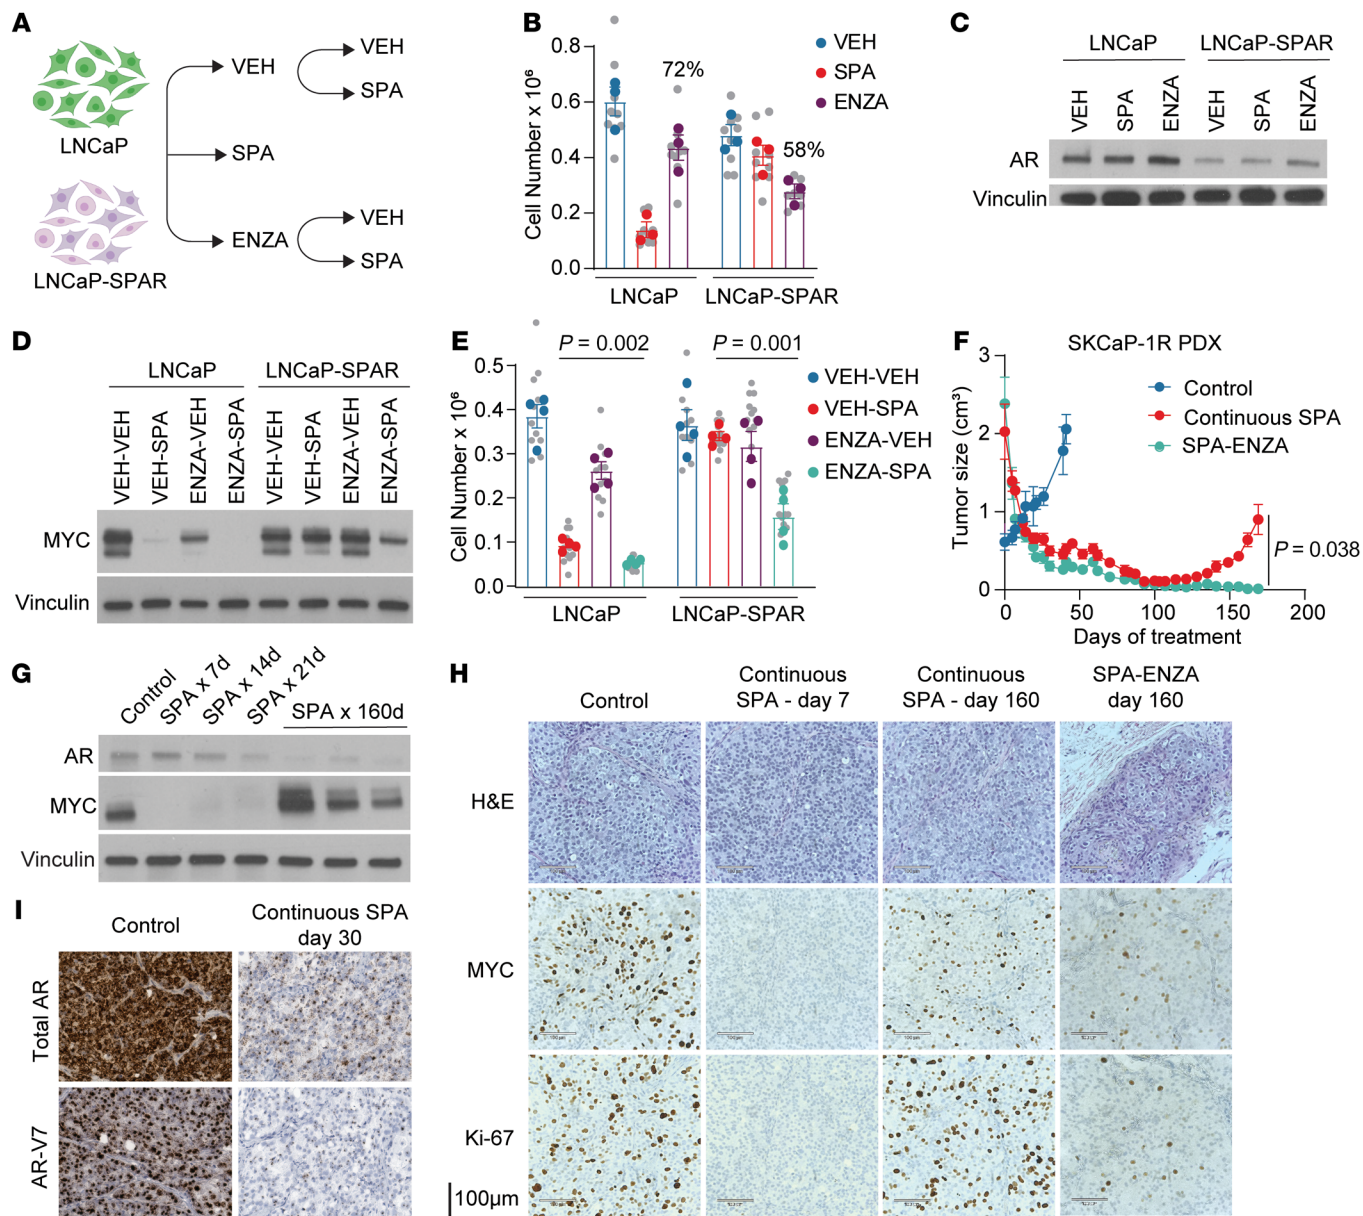 A
LNCaP
LNCaP-SPAR
VEH
SPA
ENZA
VEH
SPA
VEH
SPA
B
Cell Number x 10⁶
0.8
0.6
0.4
0.2
0.0
72%
58%
VEH
SPA
ENZA
LNCaP
LNCaP-SPAR
C
LNCaP
LNCaP-SPAR
VEH
SPA
ENZA
VEH
SPA
ENZA
AR
Vinculin
D
LNCaP
LNCaP-SPAR
VEH-VEH
VEH-SPA
ENZA-VEH
ENZA-SPA
VEH-VEH
VEH-SPA
ENZA-VEH
ENZA-SPA
MYC
Vinculin
E
Cell Number x 10⁶
0.5
0.4
0.3
0.2
0.1
0.0
P = 0.002
P = 0.001
VEH-VEH
VEH-SPA
ENZA-VEH
ENZA-SPA
LNCaP
LNCaP-SPAR
F
SKCaP-1R PDX
Tumor size (cm³)
3
2
1
0
Control
Continuous SPA
SPA-ENZA
P = 0.038
0
50
100
150
200
Days of treatment
G
Control
SPA x 7d
SPA x 14d
SPA x 21d
SPA x 160d
AR
MYC
Vinculin
H
Control
Continuous
SPA - day 7
Continuous
SPA - day 160
SPA-ENZA
day 160
H&E
MYC
Ki-67
100µm
I
Control
Continuous SPA
day 30
Total AR
AR-V7